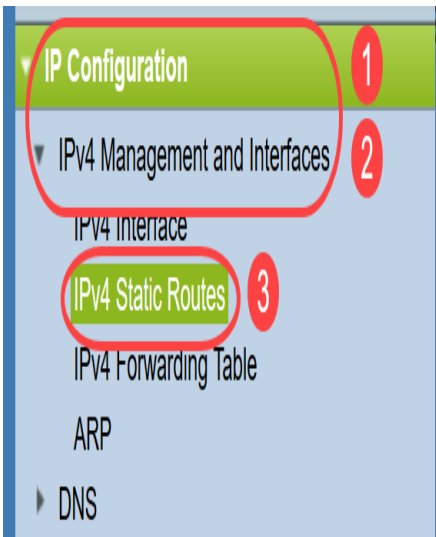 IP Configuration 1
IPv4 Management and Interfaces 2
IPv4 Interface
IPv4 Static Routes 3
IPv4 Forwarding Table
ARP
DNS